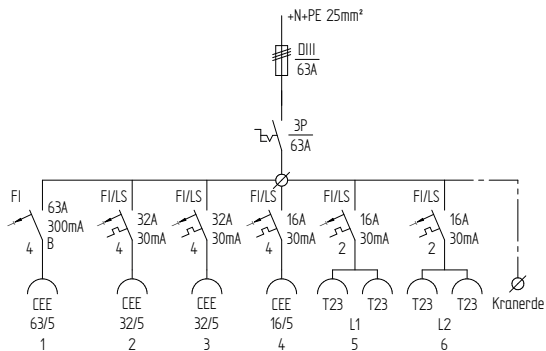 +N+PE 25mm²
DIII
63A
3P
63A
FI
63A
300mA
B
4
FI/LS
32A
30mA
4
FI/LS
32A
30mA
4
FI/LS
16A
30mA
4
FI/LS
16A
30mA
2
FI/LS
16A
30mA
2
CEE
63/5
1
CEE
32/5
2
CEE
32/5
3
CEE
16/5
4
T23 T23
L1
5
T23 T23
L2
6
Kranerde